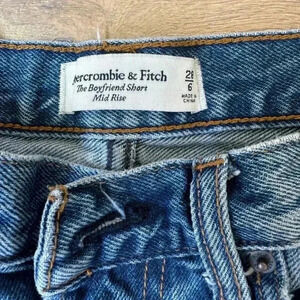 Abercrombie & Fitch
The Boyfriend Short
Mid Rise
28
6
MADE IN
CHINA